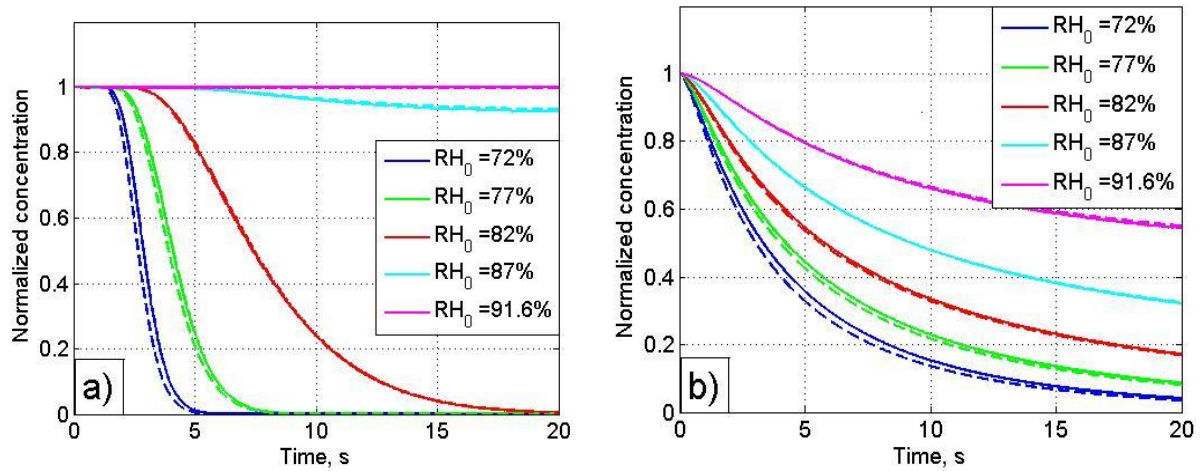 1
0.8
0.6
0.4
0.2
0
Normalized concentration
RH0 =72%
RH0 =77%
RH0 =82%
RH0 =87%
RH0 =91.6%
a)
0 5 10 15 20
Time, s
1
0.8
0.6
0.4
0.2
0
Normalized concentration
RH0 =72%
RH0 =77%
RH0 =82%
RH0 =87%
RH0 =91.6%
b)
0 5 10 15 20
Time, s